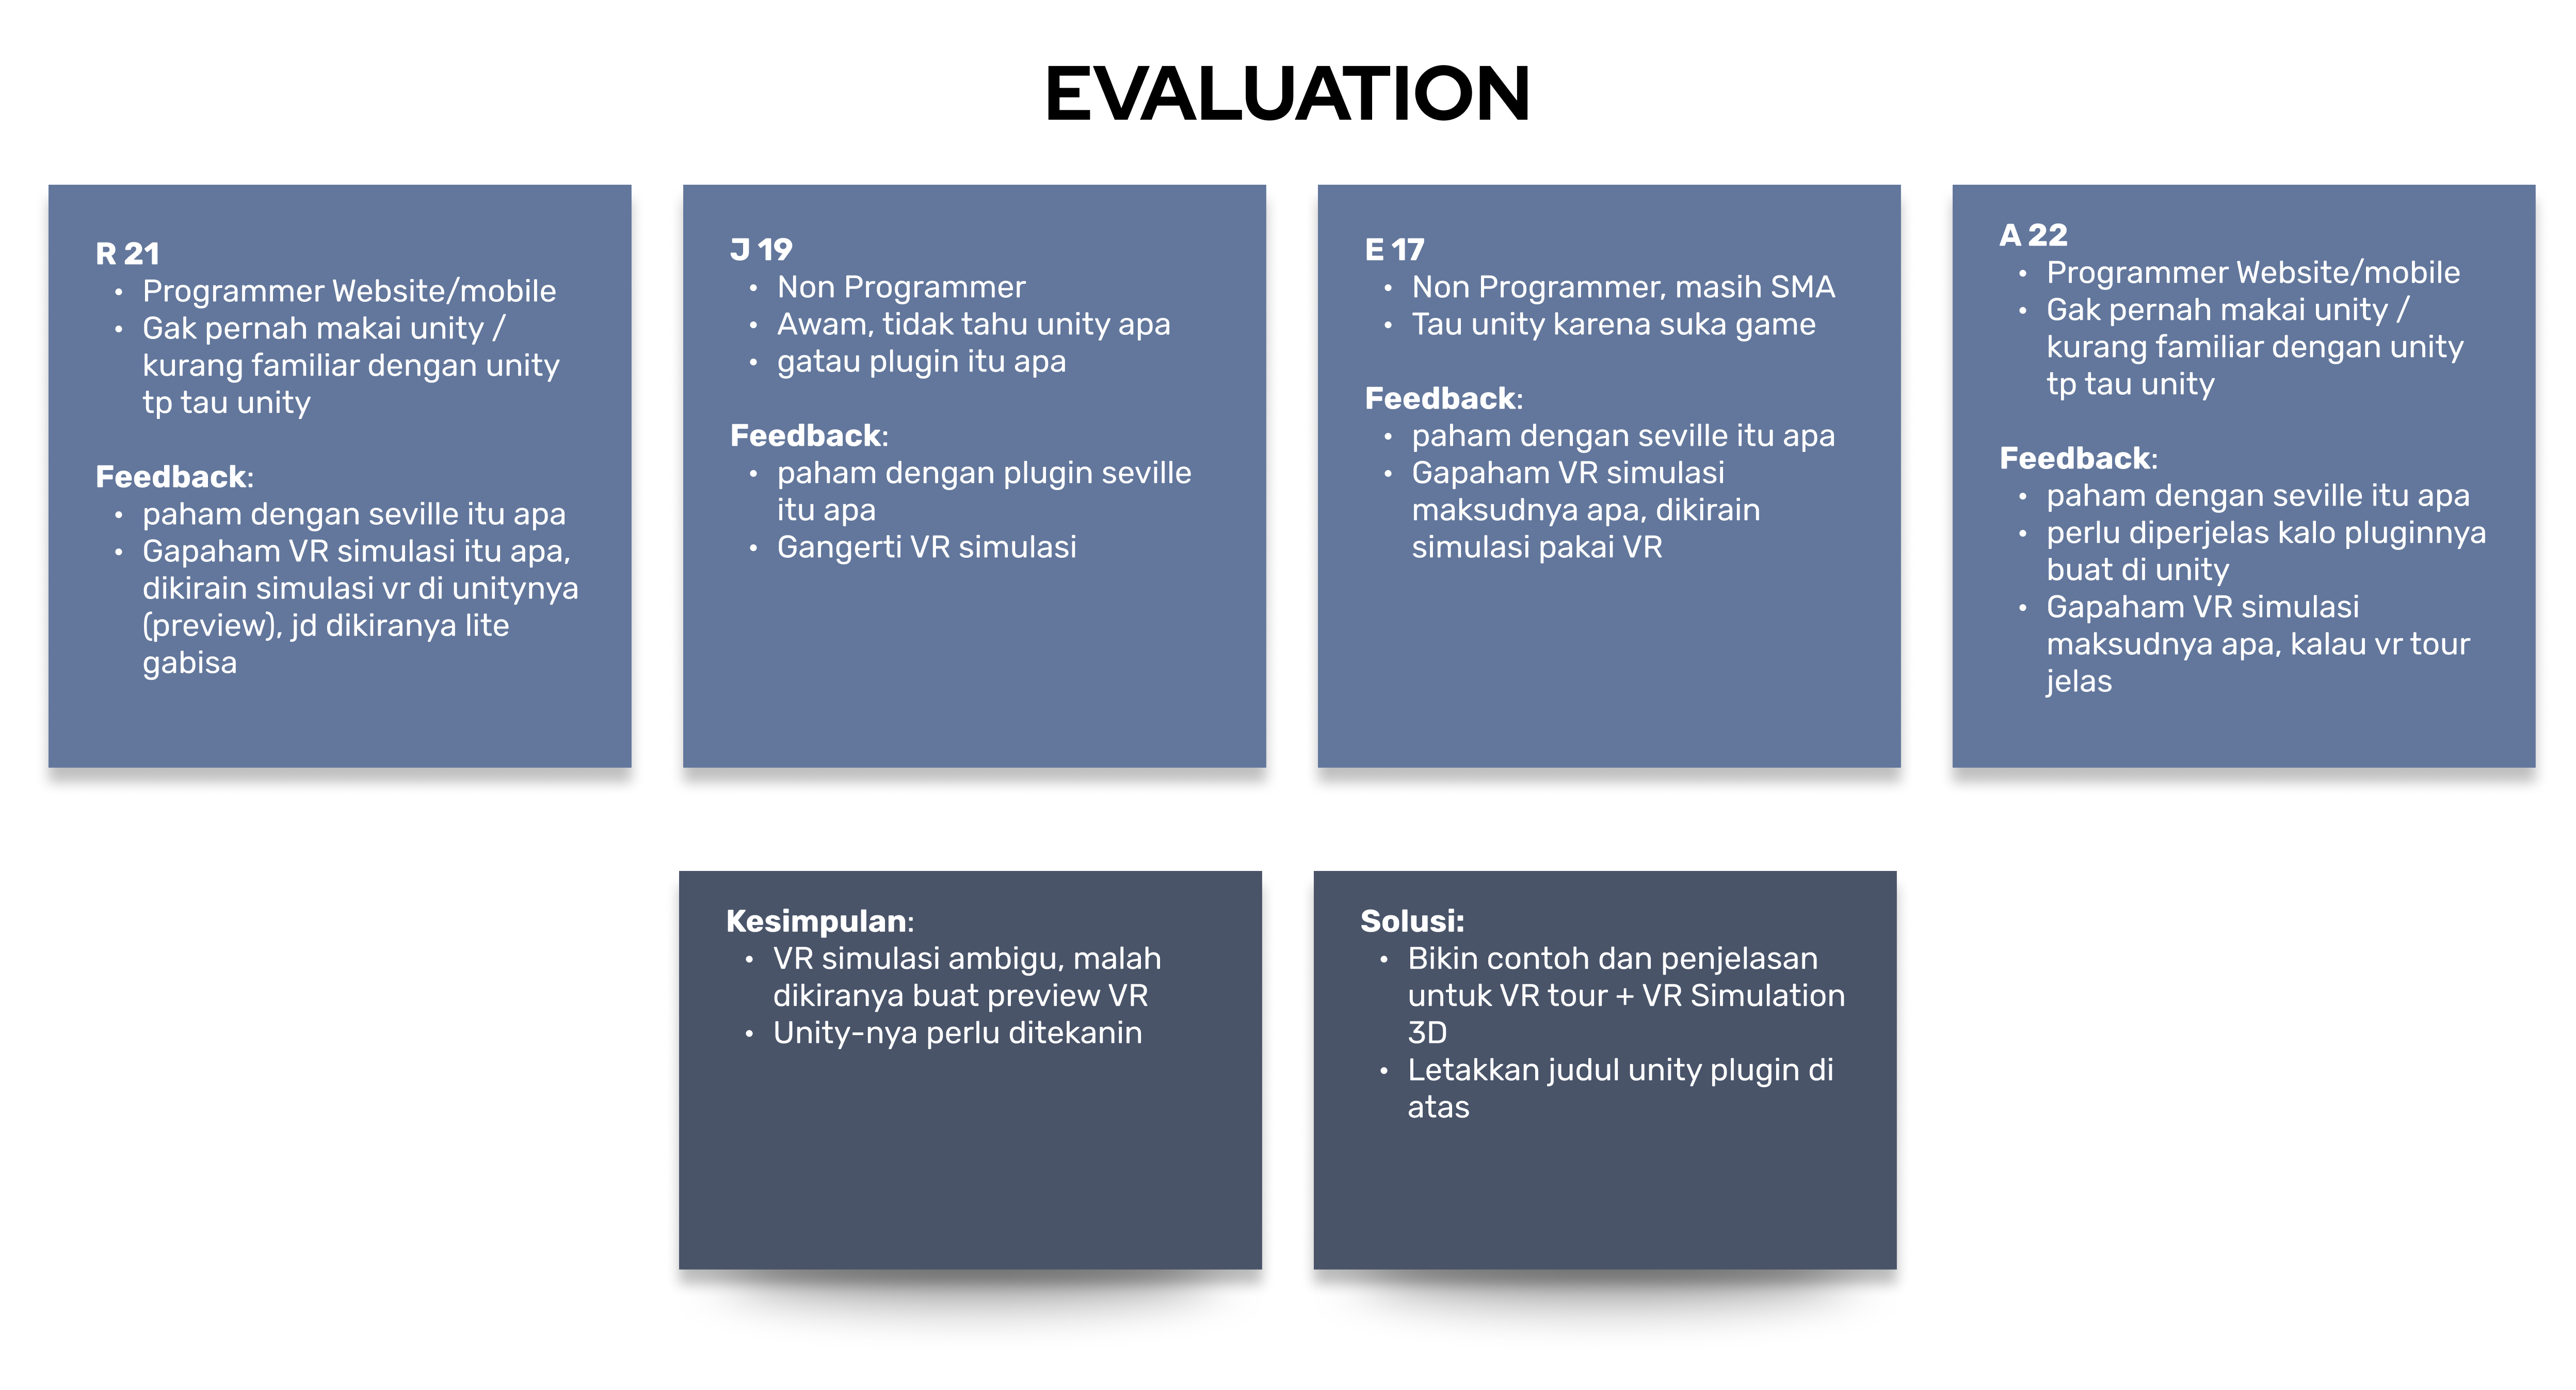 EVALUATION
R 21
• Programmer Website/mobile
• Gak pernah makai unity /
kurang familiar dengan unity
tp tau unity
Feedback:
• paham dengan seville itu apa
• Gapaham VR simulasi itu apa,
dikirain simulasi vr di unitynya
(preview), jd dikiranya lite
gabisa
J 19
• Non Programmer
• Awam, tidak tahu unity apa
• gatau plugin itu apa
Feedback:
• paham dengan plugin seville
itu apa
• Gangerti VR simulasi
E 17
• Non Programmer, masih SMA
• Tau unity karena suka game
Feedback:
• paham dengan seville itu apa
• Gapaham VR simulasi
maksudnya apa, dikirain
simulasi pakai VR
A 22
• Programmer Website/mobile
• Gak pernah makai unity /
kurang familiar dengan unity
tp tau unity
Feedback:
• paham dengan seville itu apa
• perlu diperjelas kalo pluginnya
buat di unity
• Gapaham VR simulasi
maksudnya apa, kalau vr tour
jelas
Kesimpulan:
• VR simulasi ambigu, malah
dikiranya buat preview VR
• Unity-nya perlu ditekanin
Solusi:
• Bikin contoh dan penjelasan
untuk VR tour + VR Simulation
3D
• Letakkan judul unity plugin di
atas